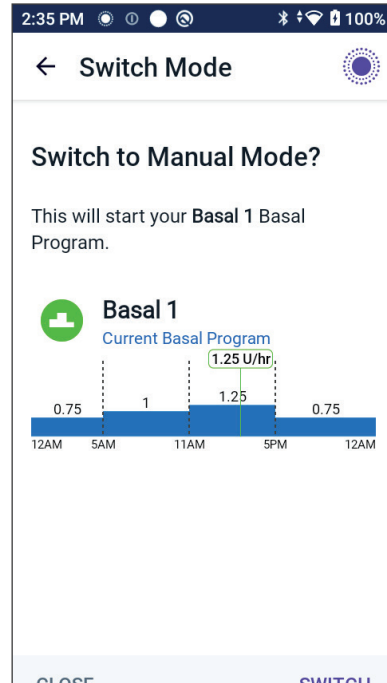 2:35 PM 100%
Switch Mode
Switch to Manual Mode?
This will start your Basal 1 Basal
Program.
Basal 1
Current Basal Program
1.25 U/hr
0.75 1 1.25 0.75
12AM 5AM 11AM 5PM 12AM
CLOSE SWITCH